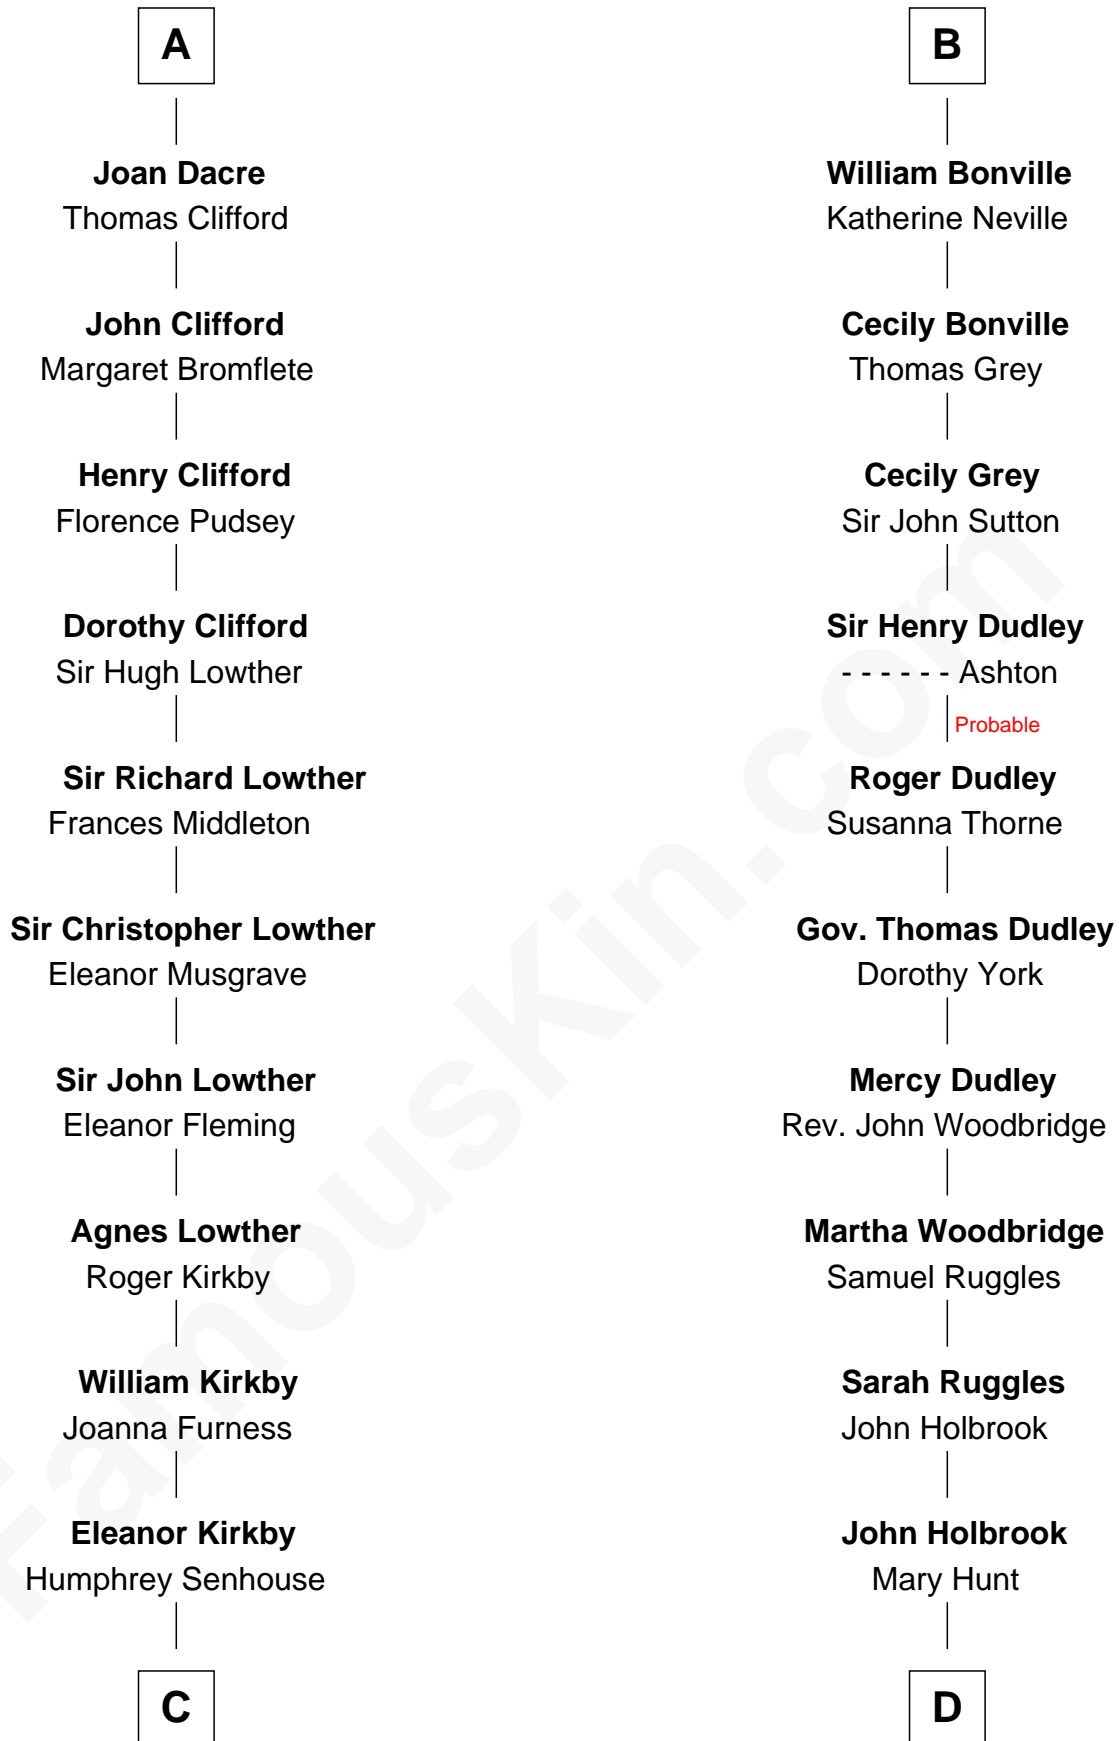 A
Joan Dacre
Thomas Clifford
John Clifford
Margaret Bromflete
Henry Clifford
Florence Pudsey
Dorothy Clifford
Sir Hugh Lowther
Sir Richard Lowther
Frances Middleton
Sir Christopher Lowther
Eleanor Musgrave
Sir John Lowther
Eleanor Fleming
Agnes Lowther
Roger Kirkby
William Kirkby
Joanna Furness
Eleanor Kirkby
Humphrey Senhouse
C
B
William Bonville
Katherine Neville
Cecily Bonville
Thomas Grey
Cecily Grey
Sir John Sutton
Sir Henry Dudley
- - - - - - Ashton
Probable
Roger Dudley
Susanna Thorne
Gov. Thomas Dudley
Dorothy York
Mercy Dudley
Rev. John Woodbridge
Martha Woodbridge
Samuel Ruggles
Sarah Ruggles
John Holbrook
John Holbrook
Mary Hunt
D
FamousKin.com